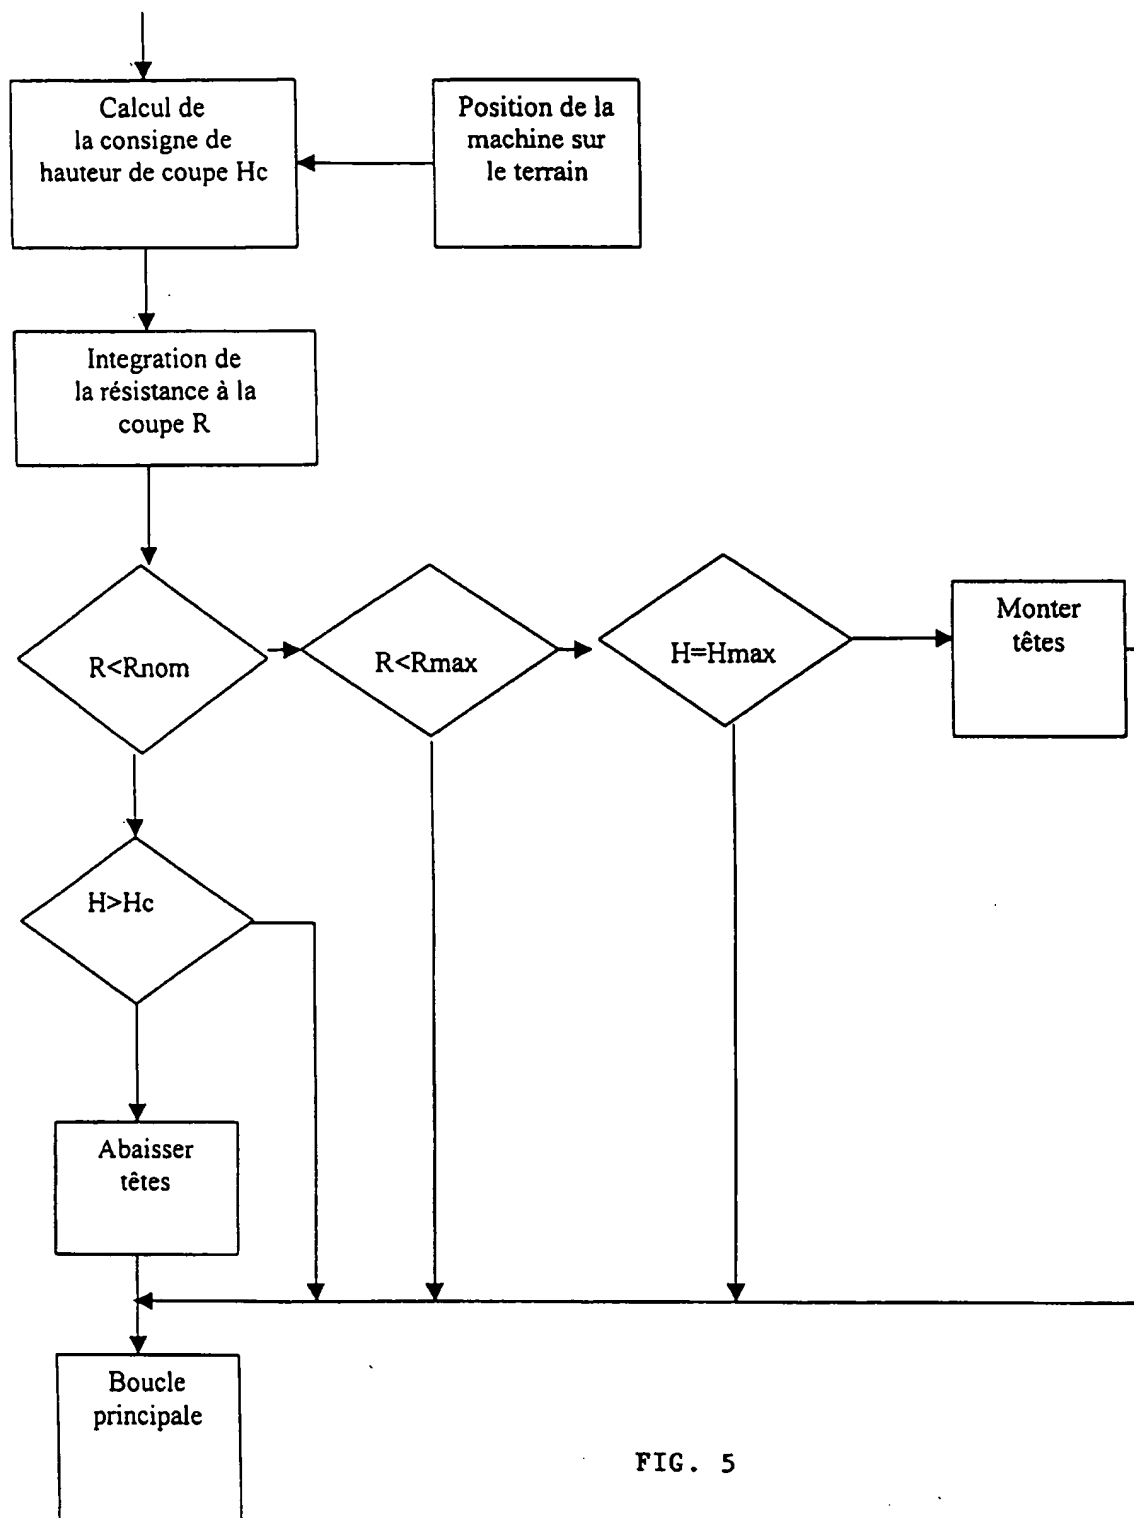 Calcul de
la consigne de
hauteur de coupe Hc
Position de la
machine sur
le terrain
Integration de
la résistance à la
coupe R
R<Rnom
R<Rmax
H=Hmax
Monter
têtes
H>Hc
Abaisser
têtes
Boucle
principale
FIG. 5